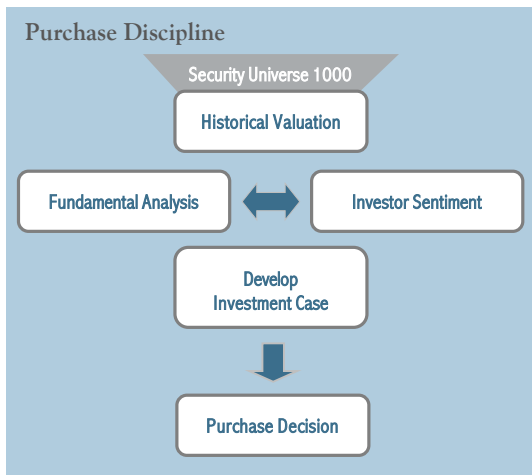 Purchase Discipline
Security Universe 1000
Historical Valuation
Fundamental Analysis
Investor Sentiment
Develop
Investment Case
Purchase Decision